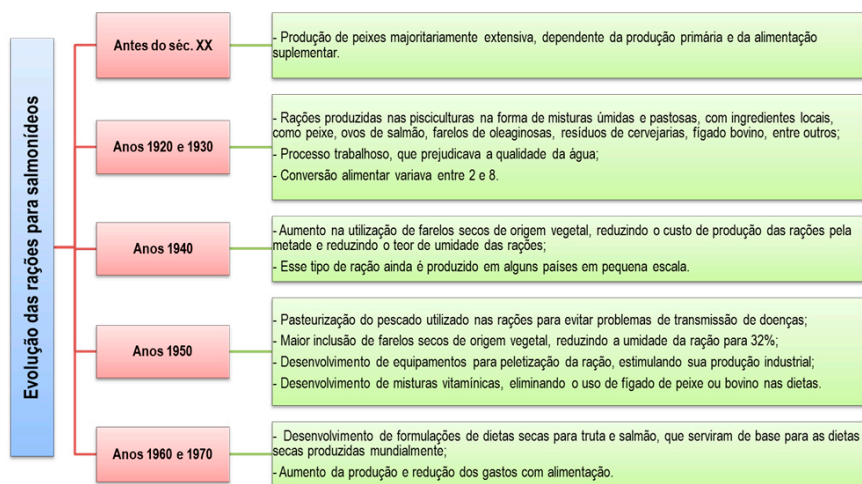 Evolução das rações para salmonídeos
Antes do séc. XX
- Produção de peixes majoritariamente extensiva, dependente da produção primária e da alimentação
suplementar.
Anos 1920 e 1930
- Rações produzidas nas pisciculturas na forma de misturas úmidas e pastosas, com ingredientes locais,
como peixe, ovos de salmão, farelos de oleaginosas, resíduos de cervejarias, fígado bovino, entre outros;
- Processo trabalhoso, que prejudicava a qualidade da água;
- Conversão alimentar variava entre 2 e 8.
Anos 1940
- Aumento na utilização de farelos secos de origem vegetal, reduzindo o custo de produção das rações pela
metade e reduzindo o teor de umidade das rações;
- Esse tipo de ração ainda é produzido em alguns países em pequena escala.
Anos 1950
- Pasteurização do pescado utilizado nas rações para evitar problemas de transmissão de doenças;
- Maior inclusão de farelos secos de origem vegetal, reduzindo a umidade da ração para 32%;
- Desenvolvimento de equipamentos para peletização da ração, estimulando sua produção industrial;
- Desenvolvimento de misturas vitamínicas, eliminando o uso de fígado de peixe ou bovino nas dietas.
Anos 1960 e 1970
- Desenvolvimento de formulações de dietas secas para truta e salmão, que serviram de base para as dietas
secas produzidas mundialmente;
- Aumento da produção e redução dos gastos com alimentação.